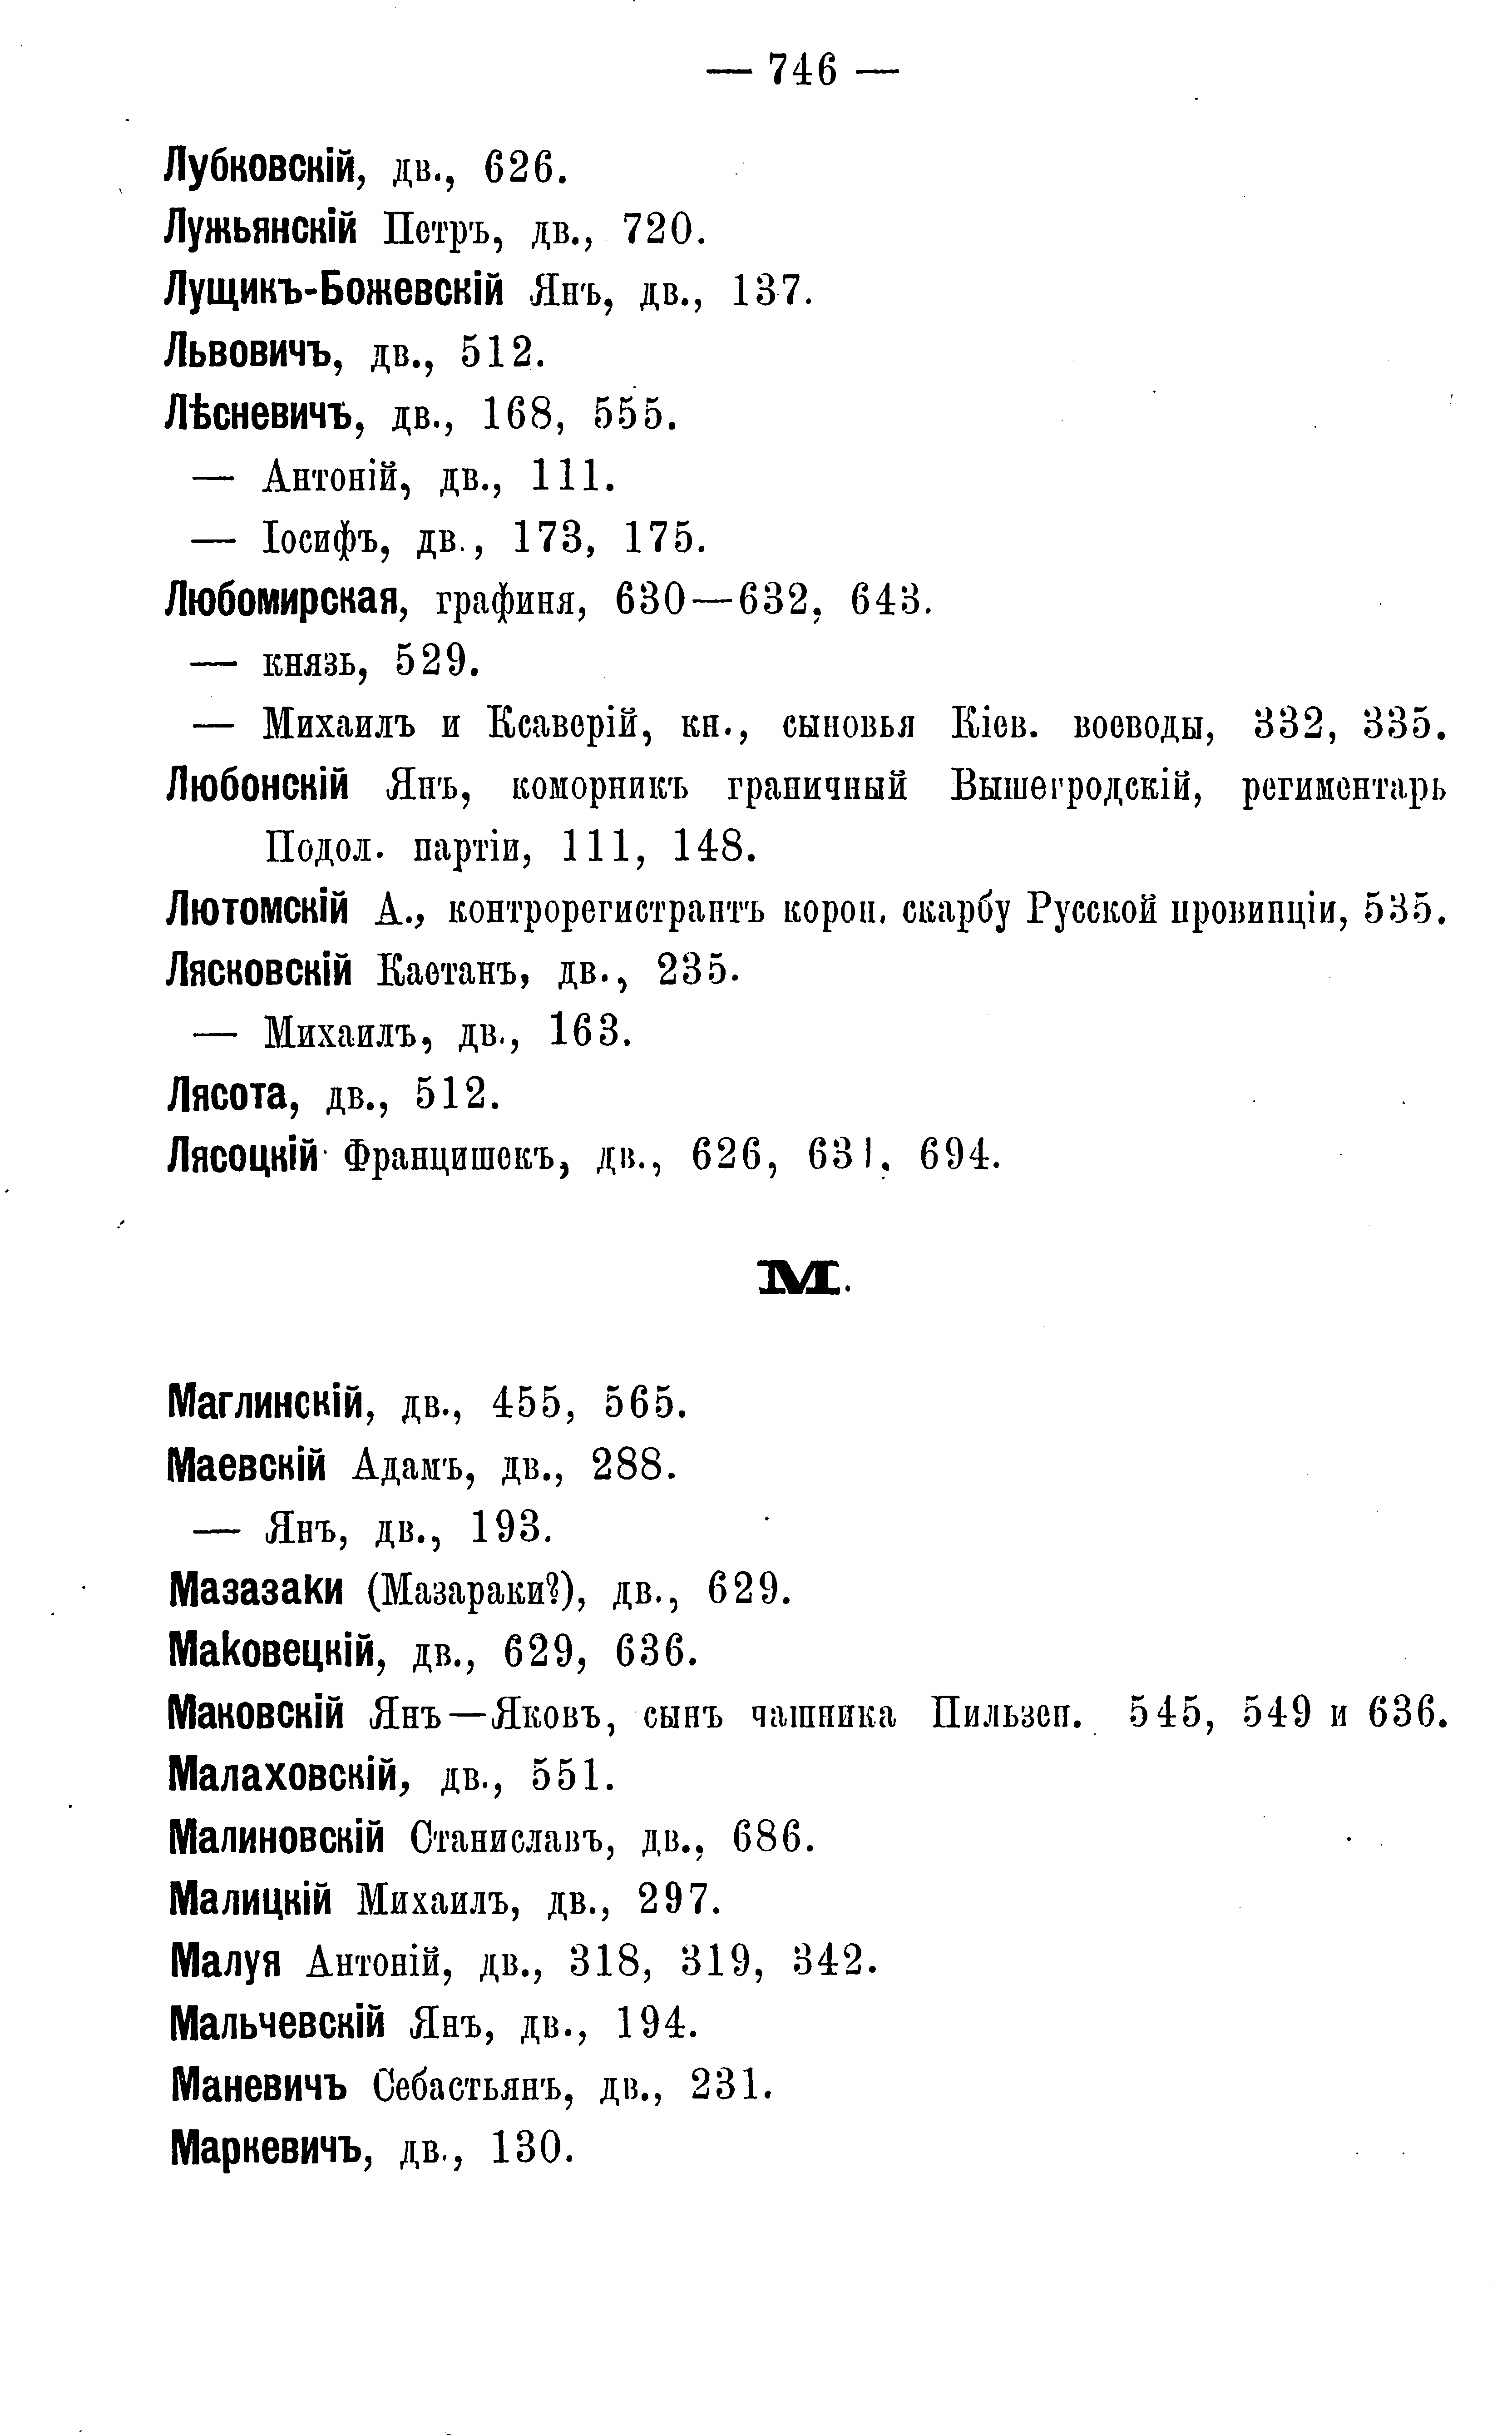 — 746 —
Лубковскій, дв., 626.
Лужьянскій Петръ, дв., 720.
Лущикъ-Божевскій Янъ, дв., 137.
Львовичъ, дв., 512.
Лѣсневичъ, дв., 168, 555.
— Антоній, дв., 111.
— Іосифъ, дв., 173, 175.
Любомирская, графиня, 630—632, 643.
— князь, 529.
— Михаилъ и Ксаверій, кн., сыновья Кіев. воеводы, 332, 335.
Любонскій Янъ, коморникъ граничный Вышегродскій, региментарь
Подол. партіи, 111, 148.
Лютомскій А., контрорегистрантъ корон. скарбу Русской провинціи, 535.
Лясковскій Каетанъ, дв., 235.
— Михаилъ, дв., 163.
Лясота, дв., 512.
Лясоцкій Францишекъ, дв., 626, 631, 694.
М.
Маглинскій, дв., 455, 565.
Маевскій Адамъ, дв., 288.
— Янъ, дв., 193.
Мазазаки (Мазараки?), дв., 629.
Маковецкій, дв., 629, 636.
Маковскій Янъ—Яковъ, сынъ чашника Пильзен. 545, 549 и 636.
Малаховскій, дв., 551.
Малиновскій Станиславъ, дв., 686.
Малицкій Михаилъ, дв., 297.
Малуя Антоній, дв., 318, 319, 342.
Мальчевскій Янъ, дв., 194.
Маневичъ Себастьянъ, дв., 231.
Маркевичъ, дв., 130.